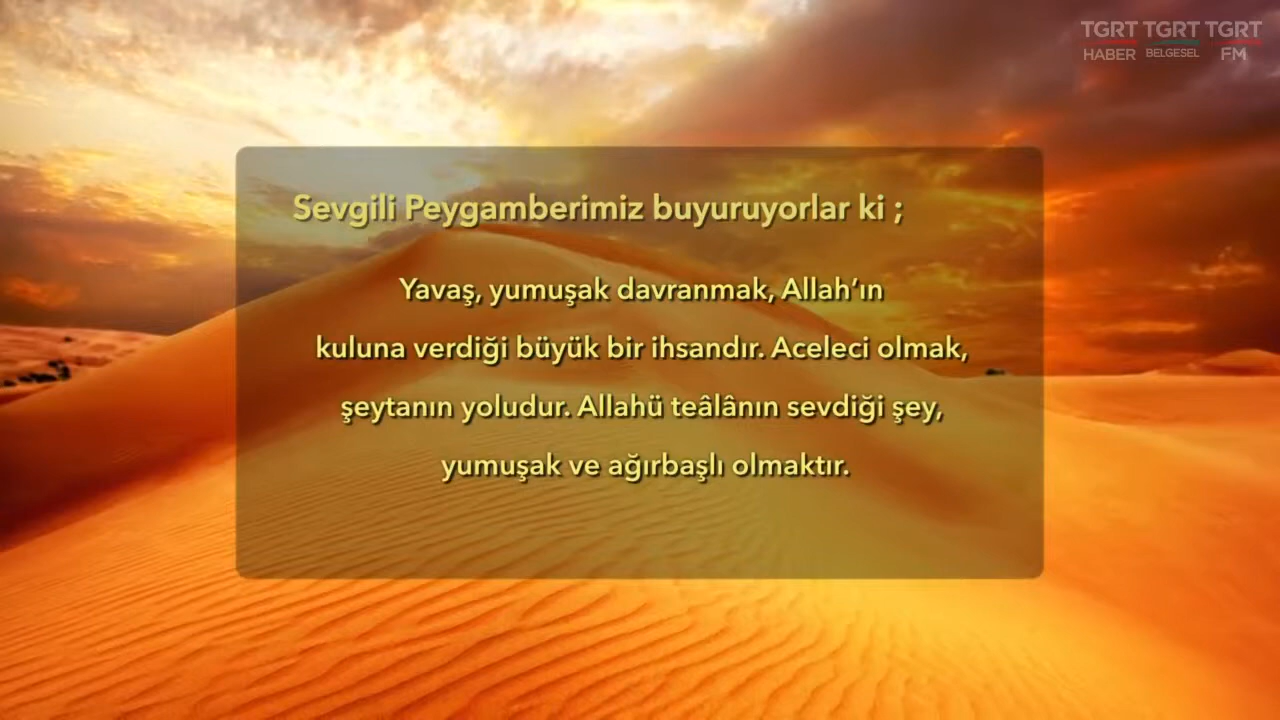 TGRT TGRT TGRT
HABER BELGESEL FM
Sevgili Peygamberimiz buyuruyorlar ki ;
Yavaş, yumuşak davranmak, Allah’ın
kuluna verdiği büyük bir ihsandır. Aceleci olmak,
şeytanın yoludur. Allahü teâlânın sevdiği şey,
yumuşak ve ağırbaşlı olmaktır.